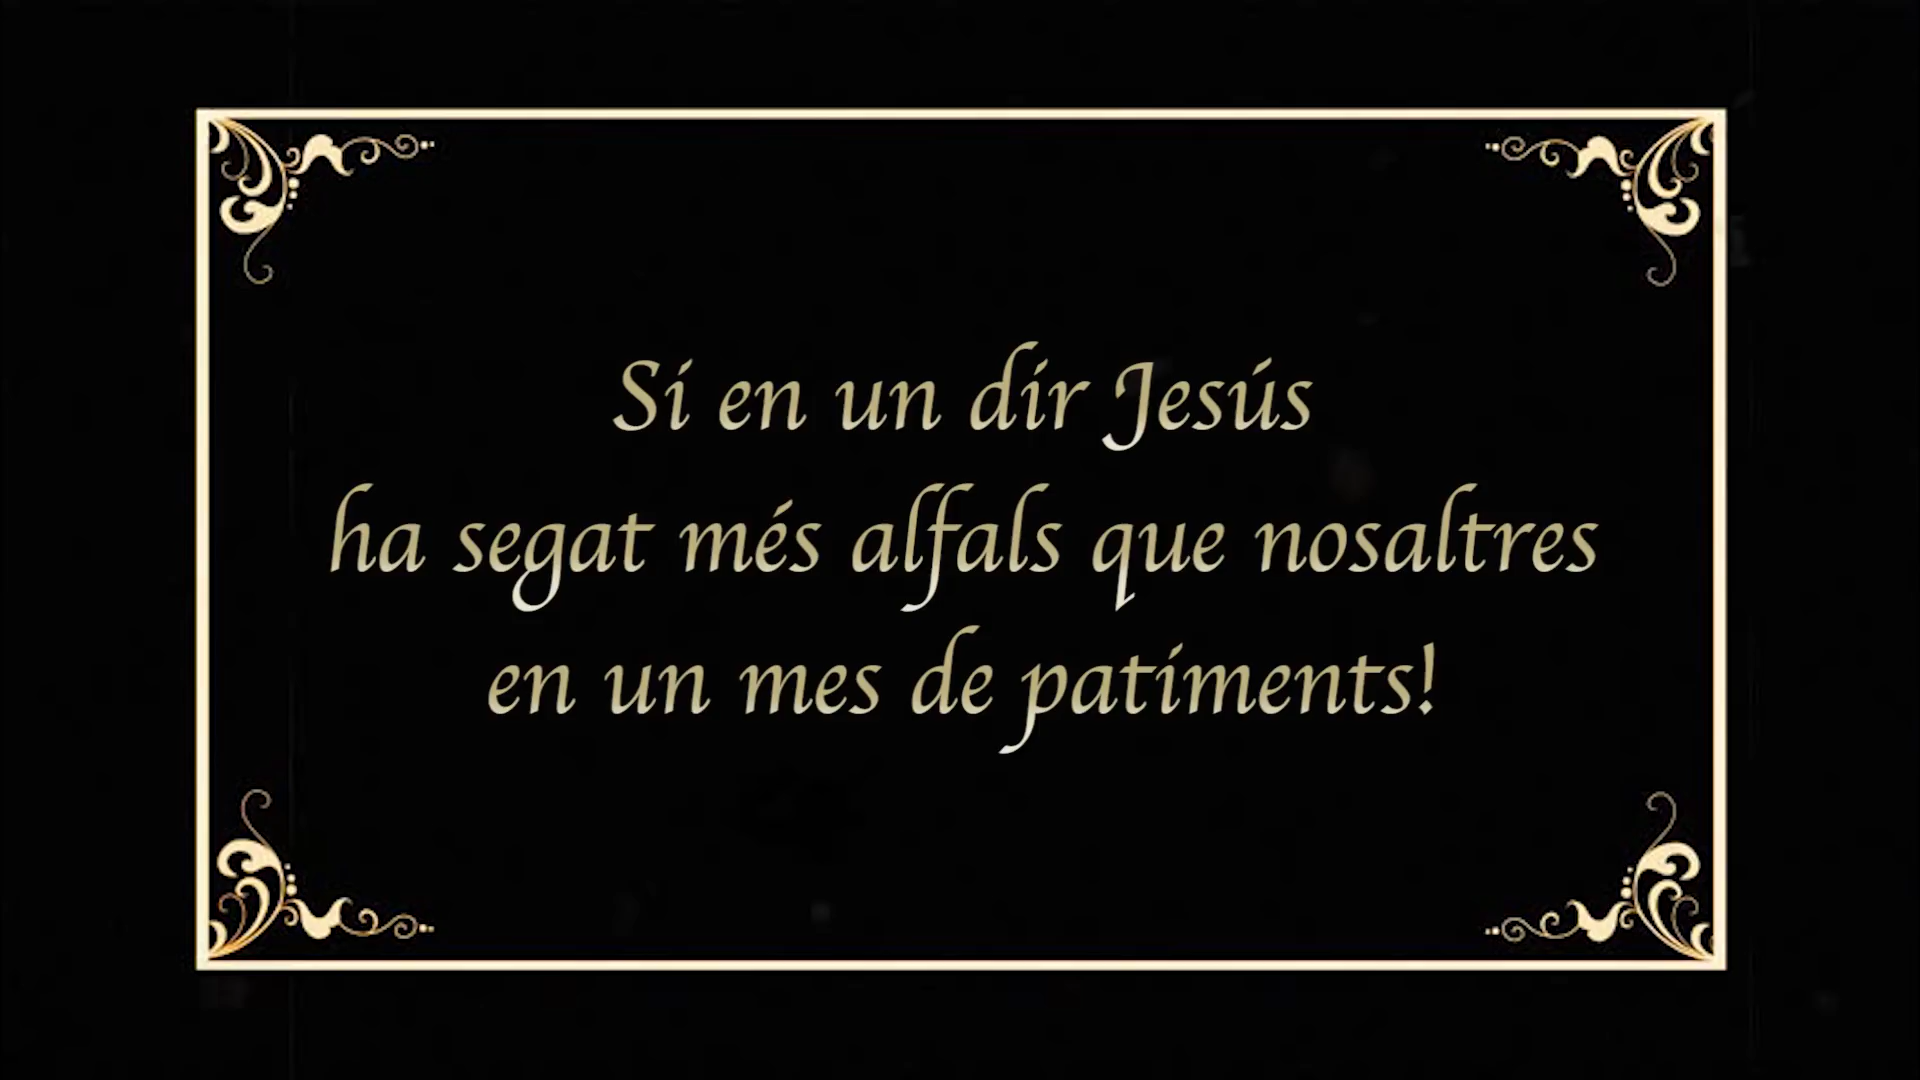 Si en un dir Jesús
ha segat més alfals que nosaltres
en un mes de patiments!